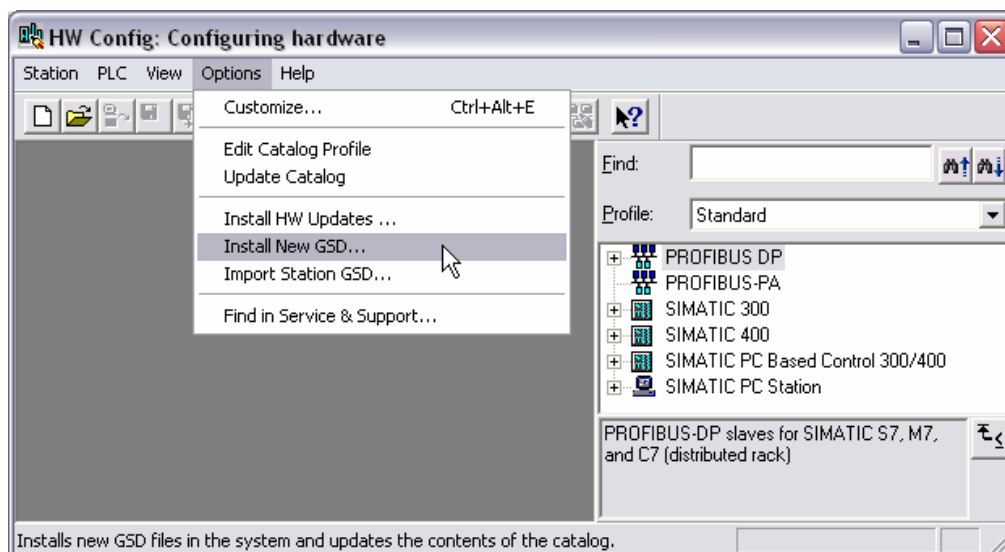 HW Config: Configuring hardware
Station PLC View Options Help
Customize... Ctrl+Alt+E
Edit Catalog Profile
Update Catalog
Install HW Updates ...
Install New GSD...
Import Station GSD...
Find in Service & Support...
Find:
Profile: Standard
PROFIBUS DP
PROFIBUS-PA
SIMATIC 300
SIMATIC 400
SIMATIC PC Based Control 300/400
SIMATIC PC Station
PROFIBUS-DP slaves for SIMATIC S7, M7,
and C7 (distributed rack)
Installs new GSD files in the system and updates the contents of the catalog.